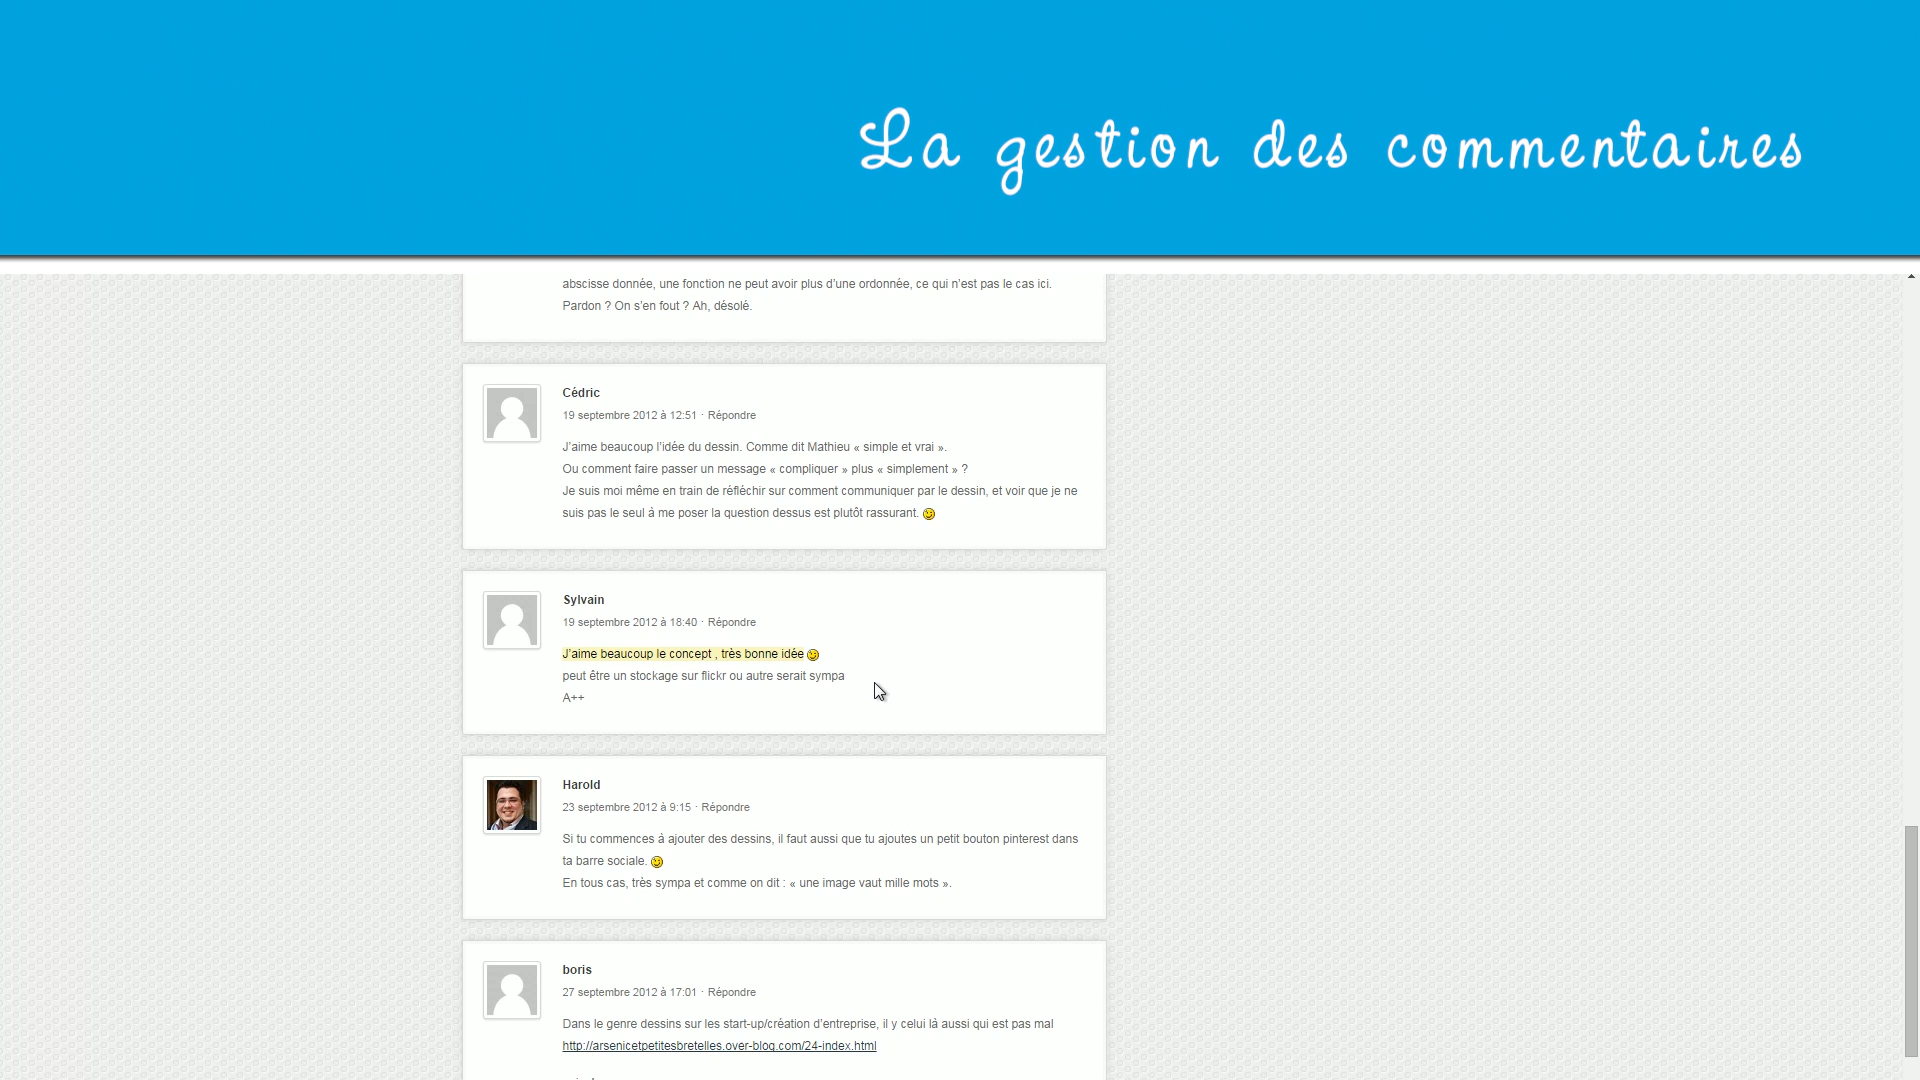 La gestion des commentaires
abscisse donnée, une fonction ne peut avoir plus d’une ordonnée, ce qui n’est pas le cas ici.
Pardon ? On s’en fout ? Ah, désolé.
Cédric
19 septembre 2012 à 12:51 · Répondre
J’aime beaucoup l’idée du dessin. Comme dit Mathieu « simple et vrai ».
Ou comment faire passer un message « compliquer » plus « simplement » ?
Je suis moi même en train de réfléchir sur comment communiquer par le dessin, et voir que je ne
suis pas le seul à me poser la question dessus est plutôt rassurant.
Sylvain
19 septembre 2012 à 18:40 · Répondre
J’aime beaucoup le concept , très bonne idée
peut être un stockage sur flickr ou autre serait sympa
A++
Harold
23 septembre 2012 à 9:15 · Répondre
Si tu commences à ajouter des dessins, il faut aussi que tu ajoutes un petit bouton pinterest dans
ta barre sociale.
En tous cas, très sympa et comme on dit : « une image vaut mille mots ».
boris
27 septembre 2012 à 17:01 · Répondre
Dans le genre dessins sur les start-up/création d’entreprise, il y celui là aussi qui est pas mal
http://arsenicetpetitesbretelles.over-blog.com/24-index.html